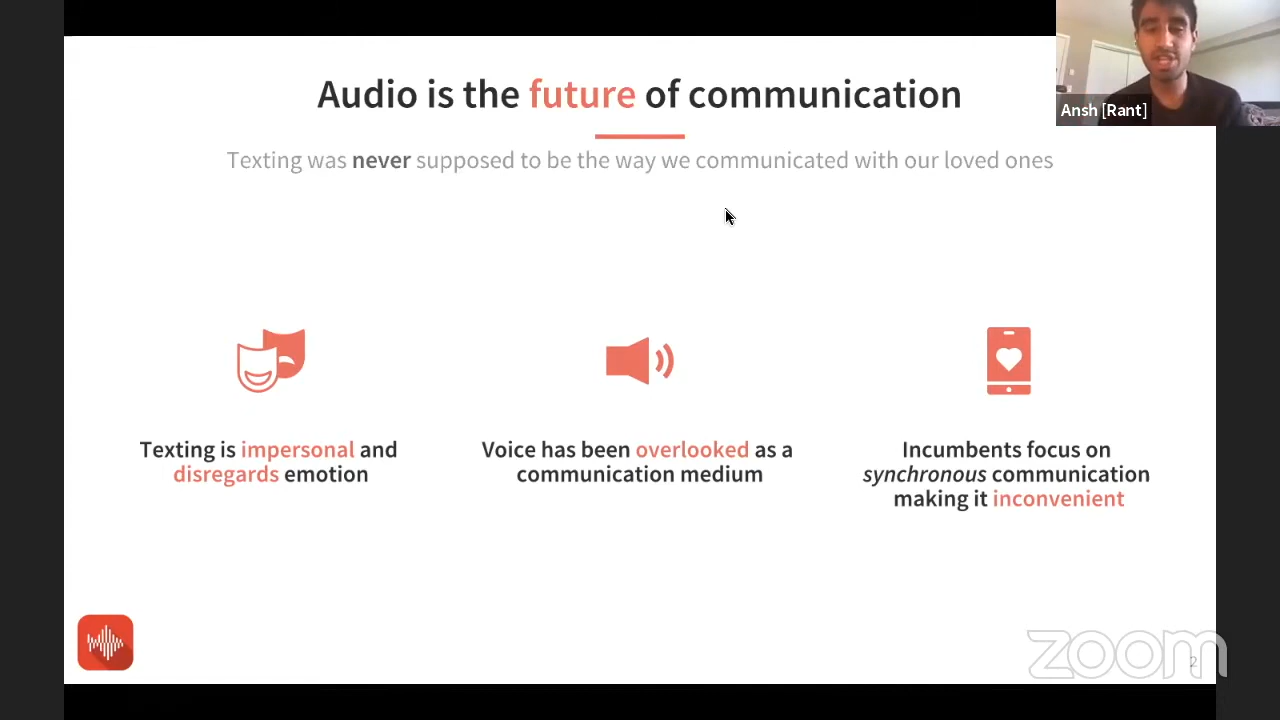 Audio is the future of communication
Ansh [Rant]
Texting was never supposed to be the way we communicated with our loved ones
Texting is impersonal and
disregards emotion
Voice has been overlooked as a
communication medium
Incumbents focus on
synchronous communication
making it inconvenient
zoom
2